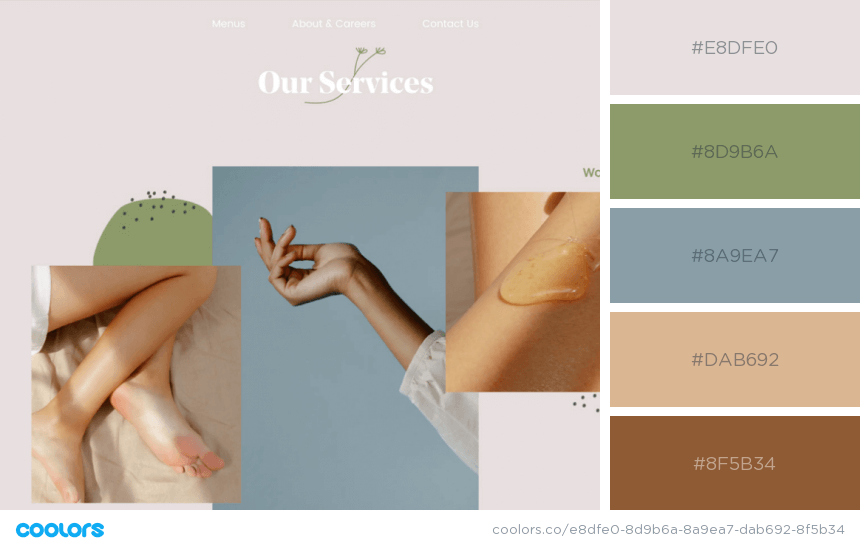 Menus About & Careers Contact Us
Our Services
#E8DFE0
#8D9B6A
#8A9EA7
#DAB692
#8F5B34
coolors
coolors.co/e8dfe0-8d9b6a-8a9ea7-dab692-8f5b34